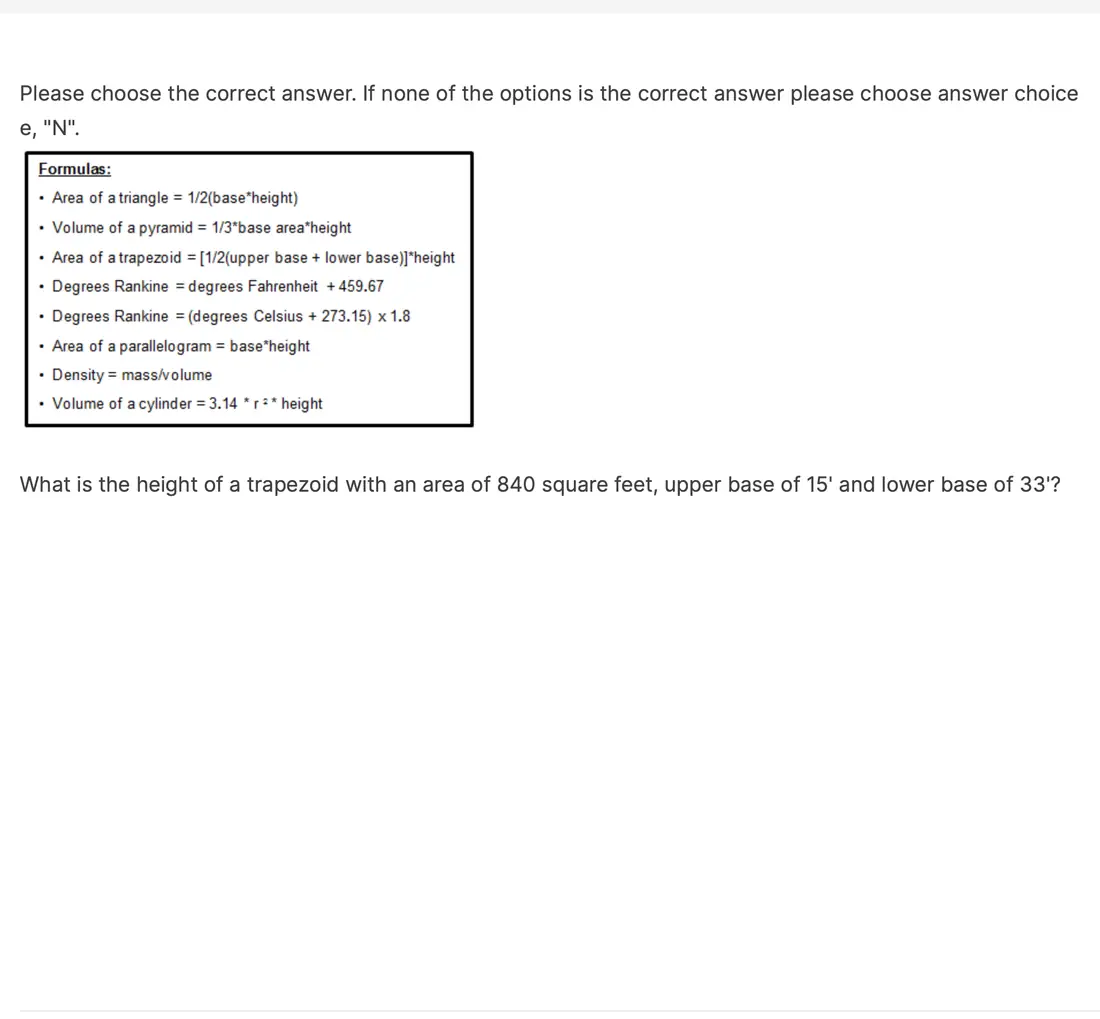 Please choose the correct answer. If none of the options is the correct answer please choose answer choice
e, "N".
Formulas:
• Area of a triangle = 1/2(base*height)
• Volume of a pyramid = 1/3*base area*height
• Area of a trapezoid = [1/2(upper base + lower base)]*height
• Degrees Rankine = degrees Fahrenheit + 459.67
• Degrees Rankine = (degrees Celsius + 273.15) x 1.8
• Area of a parallelogram = base*height
• Density = mass/volume
• Volume of a cylinder = 3.14 * r ² * height
What is the height of a trapezoid with an area of 840 square feet, upper base of 15' and lower base of 33'?